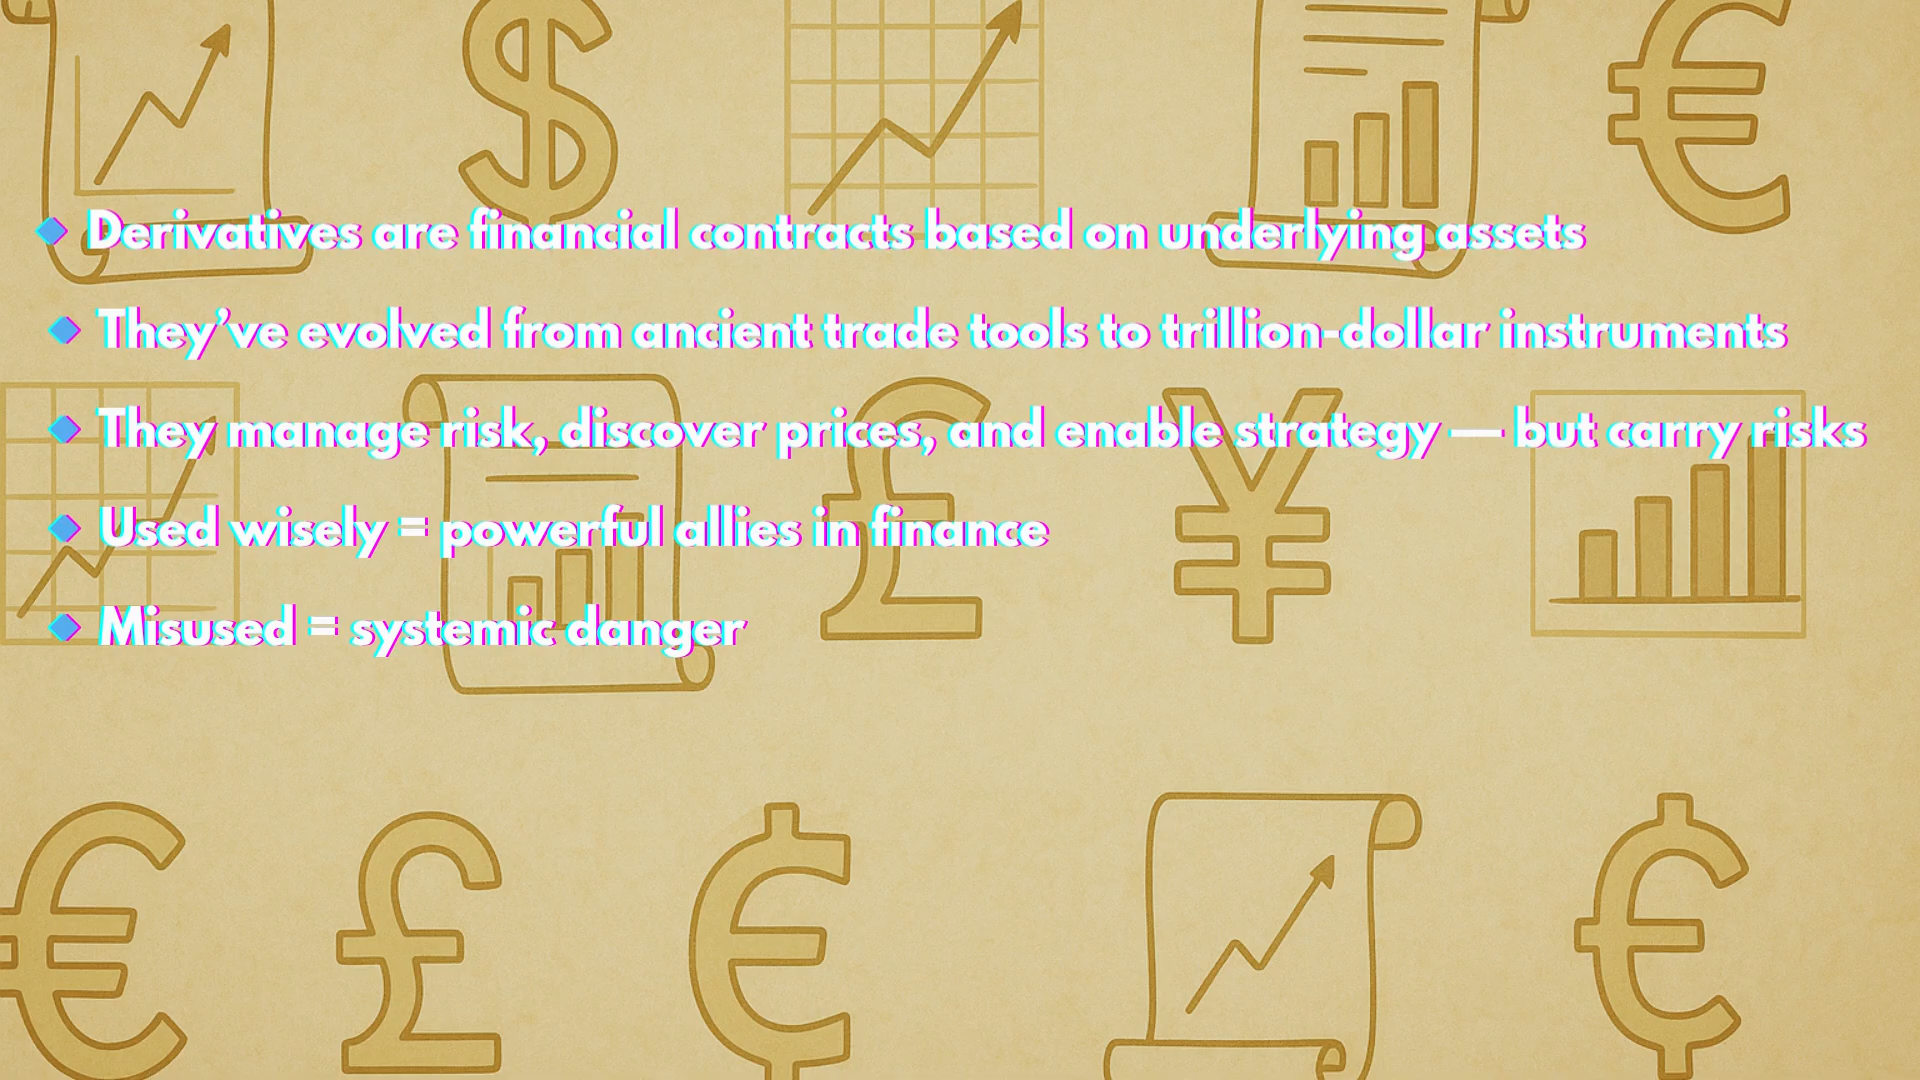 🔹 Derivatives are financial contracts based on underlying assets
🔹 They’ve evolved from ancient trade tools to trillion-dollar instruments
🔹 They manage risk, discover prices, and enable strategy — but carry risks
🔹 Used wisely = powerful allies in finance
🔹 Misused = systemic danger